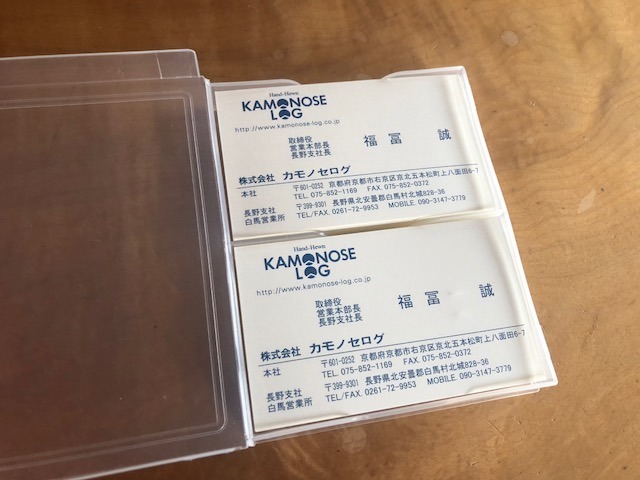 Hand-Hewn
KAMONOSE
LOG
http://www.kamonose-log.co.jp
取締役
営業本部長
長野支社長
福冨 誠
株式会社 カモノセログ
本社 〒601-0252 京都府京都市右京区京北五本松町上八面田6-7
TEL. 075-852-1169 FAX. 075-852-0372
長野支社 〒399-9301 長野県北安曇郡白馬村北城828-36
白馬営業所 TEL/FAX. 0261-72-9953 MOBILE. 090-3147-3779
Hand-Hewn
KAMONOSE
LOG
http://www.kamonose-log.co.jp
取締役
営業本部長
長野支社長
福冨 誠
株式会社 カモノセログ
本社 〒601-0252 京都府京都市右京区京北五本松町上八面田6-7
TEL. 075-852-1169 FAX. 075-852-0372
長野支社 〒399-9301 長野県北安曇郡白馬村北城828-36
白馬営業所 TEL/FAX. 0261-72-9953 MOBILE. 090-3147-3779